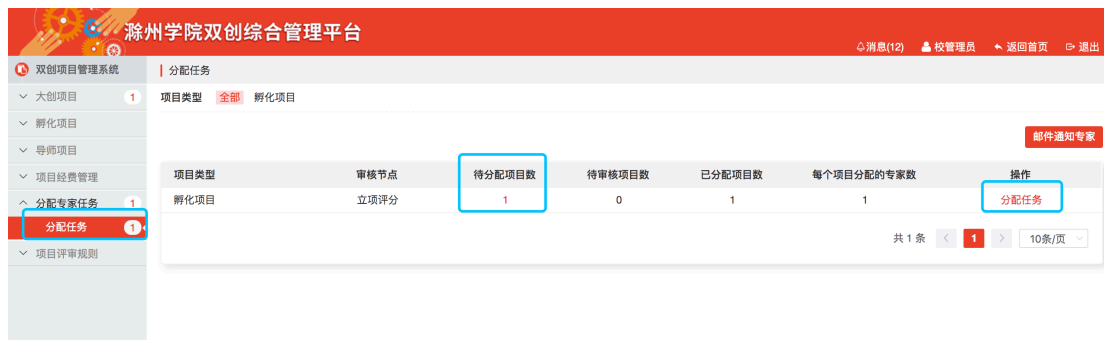 滁州学院双创综合管理平台
消息(12) 校管理员 返回首页 退出
双创项目管理系统
分配任务
大创项目 1
项目类型 全部 孵化项目
孵化项目
导师项目
邮件通知专家
项目经费管理
项目类型 审核节点 待分配项目数 待审核项目数 已分配项目数 每个项目分配的专家数 操作
分配专家任务 1
孵化项目 立项评分 1 0 1 1 分配任务
分配任务 1
共 1 条 1 10条/页
项目评审规则